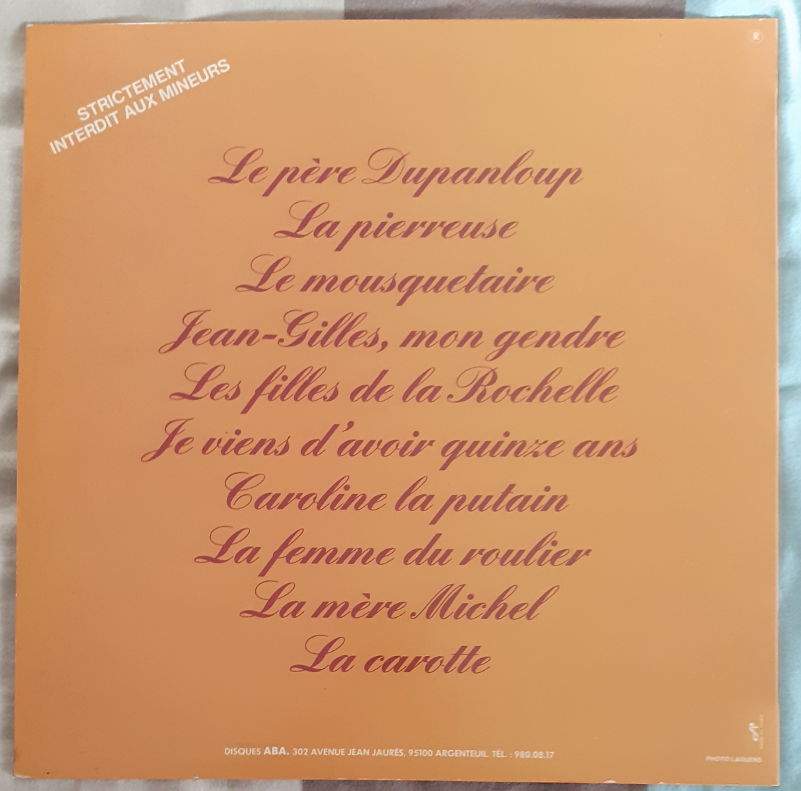 STRICTEMENT
INTERDIT AUX MINEURS
R
Le père Dupanloup
La pierreuse
Le mousquetaire
Jean-Gilles, mon gendre
Les filles de la Rochelle
Je viens d'avoir quinze ans
Caroline la putain
La femme du roulier
La mère Michel
La carotte
DISQUES ABA. 302 AVENUE JEAN JAURÉS, 95100 ARGENTEUIL. TÉL. : 980.08.17